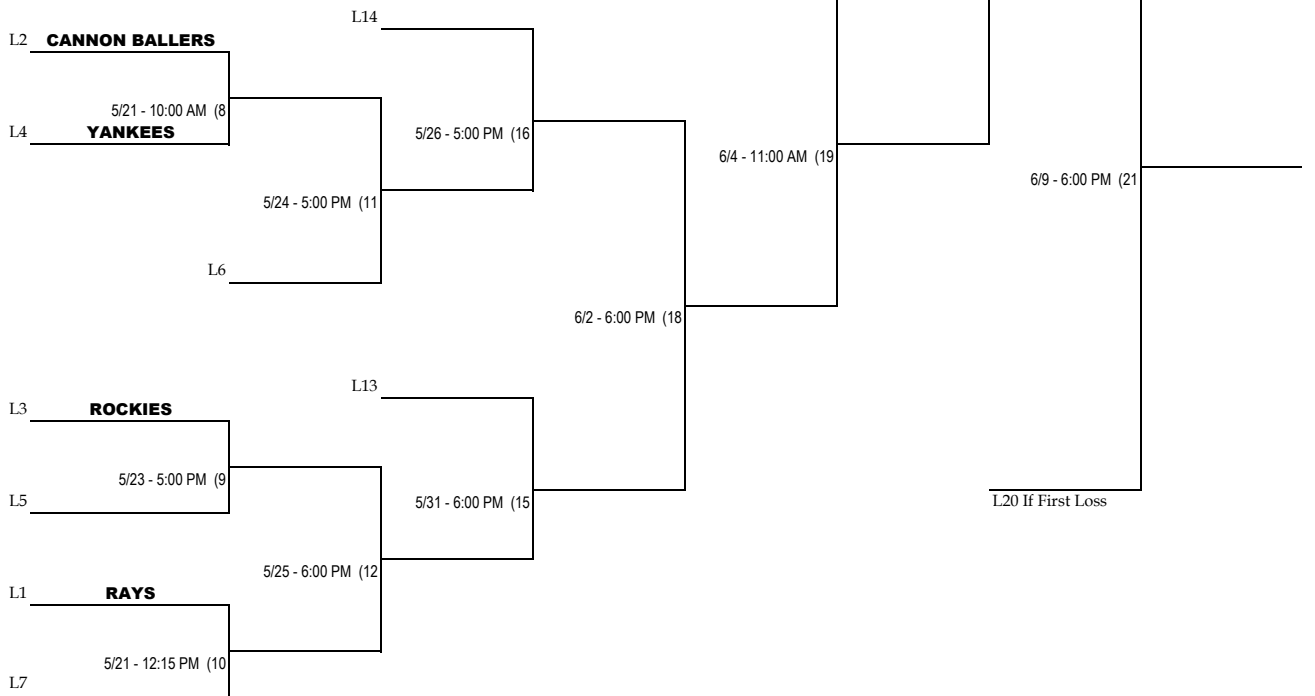 L14
L2 CANNON BALLERS
5/21 - 10:00 AM (8
L4 YANKEES
5/26 - 5:00 PM (16
6/4 - 11:00 AM (19
6/9 - 6:00 PM (21
5/24 - 5:00 PM (11
L6
6/2 - 6:00 PM (18
L13
L3 ROCKIES
5/23 - 5:00 PM (9
L5
5/31 - 6:00 PM (15
L20 If First Loss
5/25 - 6:00 PM (12
L1 RAYS
5/21 - 12:15 PM (10
L7